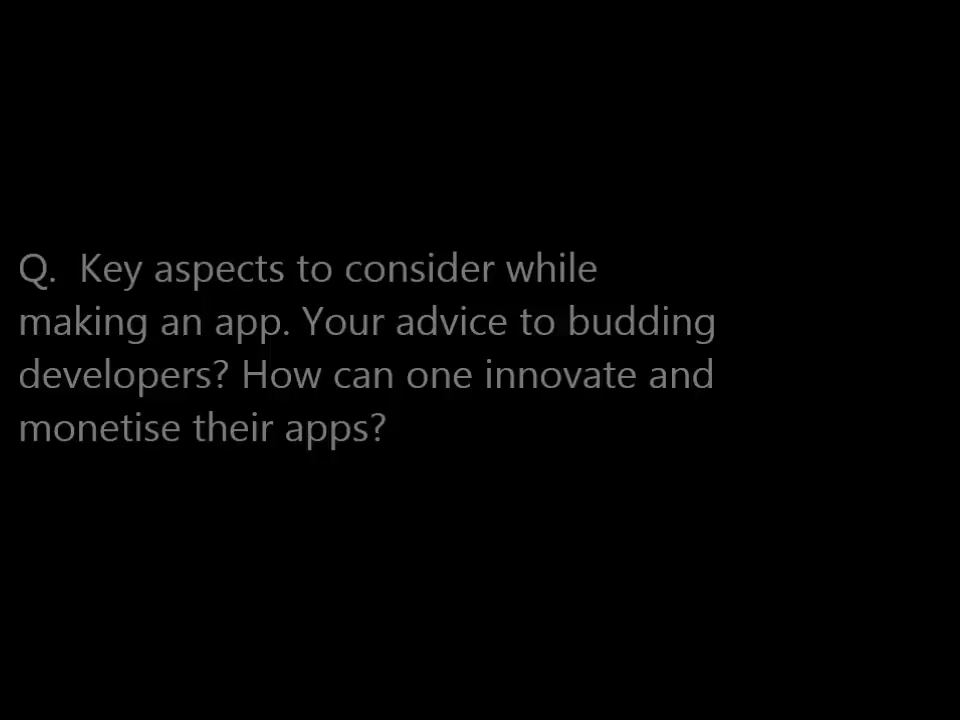 Q.  Key aspects to consider while
making an app. Your advice to budding
developers? How can one innovate and
monetise their apps?